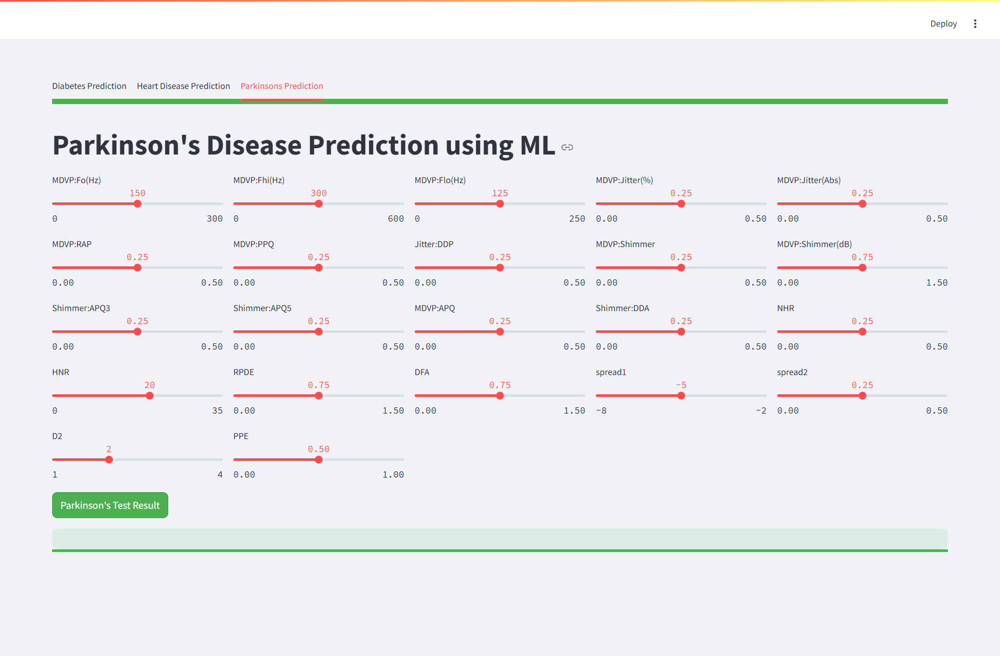 Deploy
Diabetes Prediction Heart Disease Prediction Parkinsons Prediction
Parkinson's Disease Prediction using ML
MDVP:Fo(Hz) MDVP:Fhi(Hz) MDVP:Flo(Hz) MDVP:Jitter(%) MDVP:Jitter(Abs)
150 300 125 0.25 0.25
0 300 0 600 0 250 0.00 0.50 0.00 0.50
MDVP:RAP MDVP:PPQ Jitter:DDP MDVP:Shimmer MDVP:Shimmer(dB)
0.25 0.25 0.25 0.25 0.75
0.00 0.50 0.00 0.50 0.00 0.50 0.00 0.50 0.00 1.50
Shimmer:APQ3 Shimmer:APQ5 MDVP:APQ Shimmer:DDA NHR
0.25 0.25 0.25 0.25 0.25
0.00 0.50 0.00 0.50 0.00 0.50 0.00 0.50 0.00 0.50
HNR RPDE DFA spread1 spread2
20 0.75 0.75 -5 0.25
0 35 0.00 1.50 0.00 1.50 -8 -2 0.00 0.50
D2 PPE
2 0.50
1 4 0.00 1.00
Parkinson's Test Result